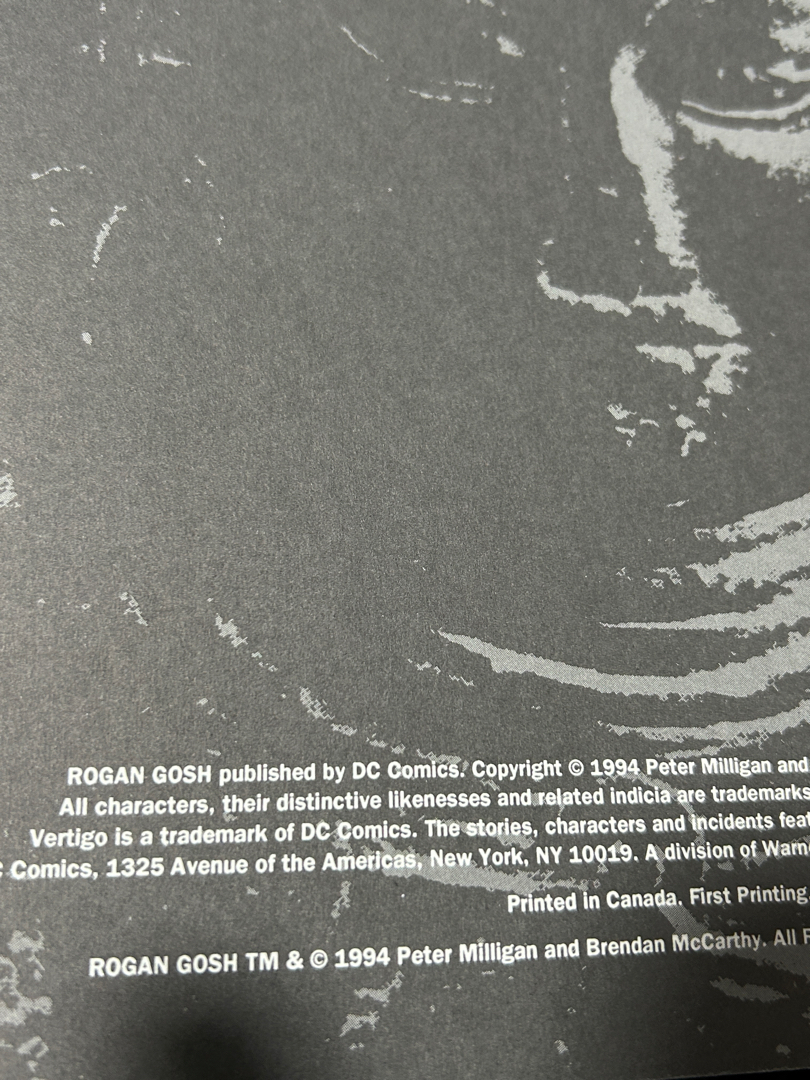 ROGAN GOSH published by DC Comics. Copyright © 1994 Peter Milligan and
All characters, their distinctive likenesses and related indicia are trademarks
Vertigo is a trademark of DC Comics. The stories, characters and incidents
Comics, 1325 Avenue of the Americas, New York, NY 10019. A division of
Printed in Canada. First Printing.
ROGAN GOSH TM & © 1994 Peter Milligan and Brendan McCarthy. All